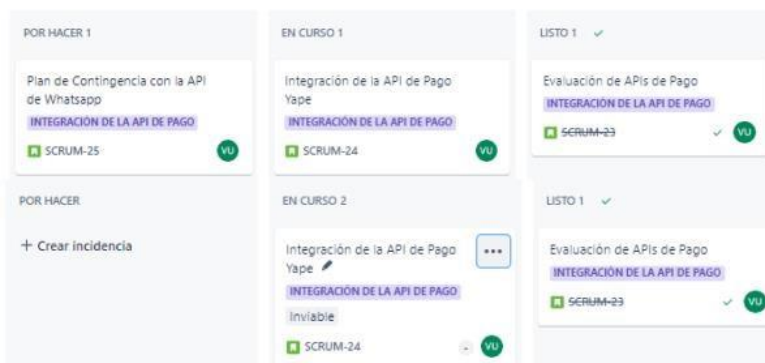 POR HACER 1
EN CURSO 1
LISTO 1
Plan de Contingencia con la API
de Whatsapp
INTEGRACIÓN DE LA API DE PAGO
SCRUM-25
VU
Integración de la API de Pago
Yape
INTEGRACIÓN DE LA API DE PAGO
SCRUM-24
VU
Evaluación de APIs de Pago
INTEGRACIÓN DE LA API DE PAGO
SCRUM-23
VU
POR HACER
EN CURSO 2
LISTO 1
+ Crear incidencia
Integración de la API de Pago
Yape
INTEGRACIÓN DE LA API DE PAGO
Inviable
SCRUM-24
- VU
Evaluación de APIs de Pago
INTEGRACIÓN DE LA API DE PAGO
SCRUM-23
VU